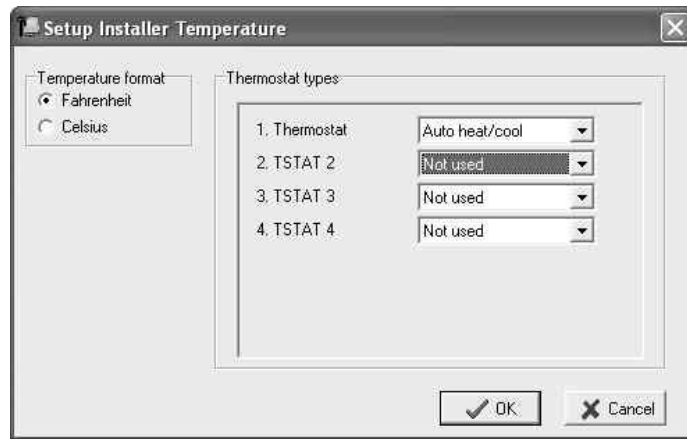 Setup Installer Temperature
Temperature format
Fahrenheit
Celsius
Thermostat types
1. Thermostat Auto heat/cool
2. TSTAT 2 Not used
3. TSTAT 3 Not used
4. TSTAT 4 Not used
OK Cancel